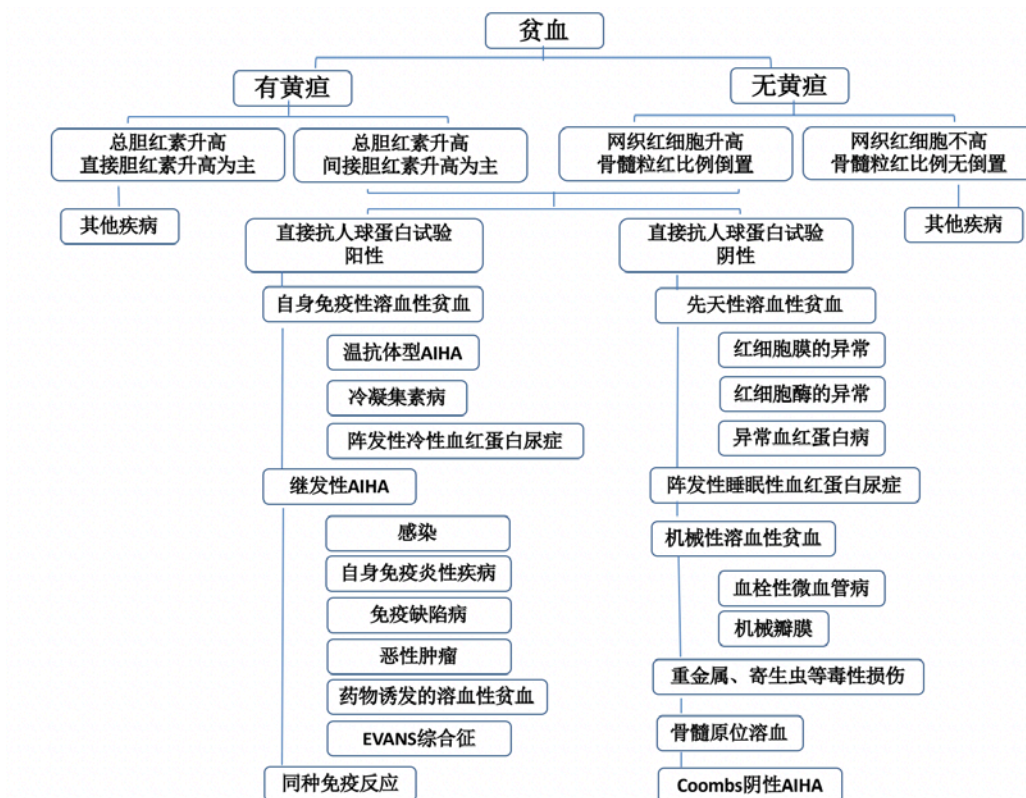 贫血
有黄疸
无黄疸
总胆红素升高
直接胆红素升高为主
总胆红素升高
间接胆红素升高为主
网织红细胞升高
骨髓粒红比例倒置
网织红细胞不高
骨髓粒红比例无倒置
其他疾病
其他疾病
直接抗人球蛋白试验
阳性
自身免疫性溶血性贫血
温抗体型AIHA
冷凝集素病
阵发性冷性血红蛋白尿症
继发性AIHA
感染
自身免疫炎性疾病
免疫缺陷病
恶性肿瘤
药物诱发的溶血性贫血
EVANS综合征
同种免疫反应
直接抗人球蛋白试验
阴性
先天性溶血性贫血
红细胞膜的异常
红细胞酶的异常
异常血红蛋白病
阵发性睡眠性血红蛋白尿症
机械性溶血性贫血
血栓性微血管病
机械瓣膜
重金属、寄生虫等毒性损伤
骨髓原位溶血
Coombs阴性AIHA